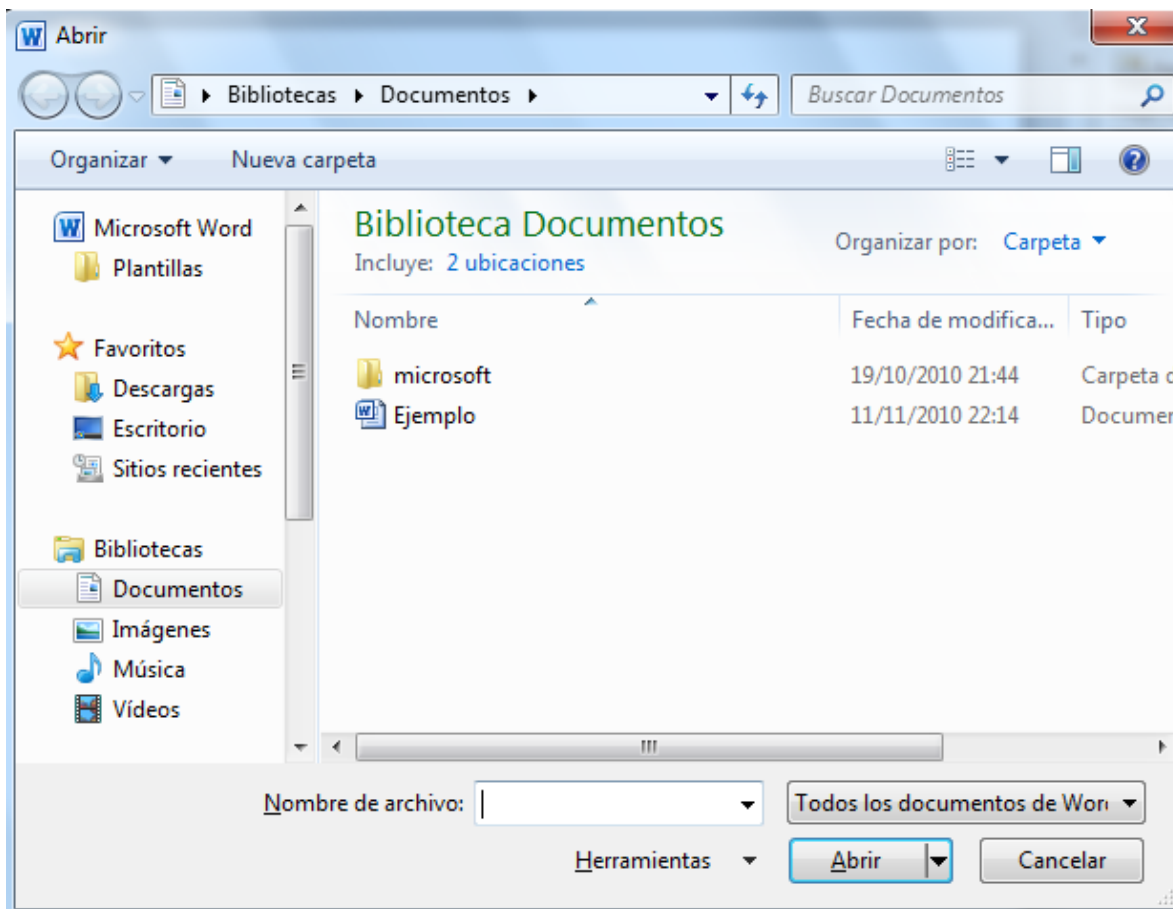 Abrir
Bibliotecas Documentos
Buscar Documentos
Organizar
Nueva carpeta
Microsoft Word
Plantillas
Favoritos
Descargas
Escritorio
Sitios recientes
Bibliotecas
Documentos
Imágenes
Música
Vídeos
Biblioteca Documentos
Incluye: 2 ubicaciones
Organizar por: Carpeta
Nombre Fecha de modifica... Tipo
microsoft 19/10/2010 21:44 Carpeta
Ejemplo 11/11/2010 22:14
Nombre de archivo:
Todos los documentos de
Herramientas
Abrir
Cancelar